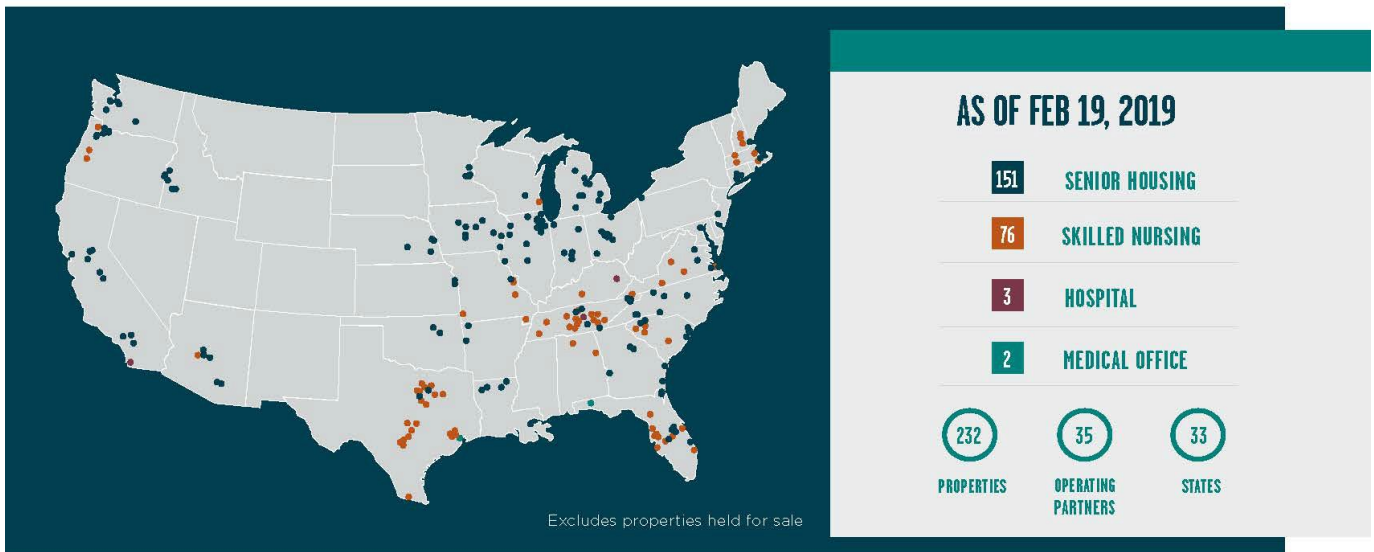 AS OF FEB 19, 2019
151 SENIOR HOUSING
76 SKILLED NURSING
3 HOSPITAL
2 MEDICAL OFFICE
232 35 33
PROPERTIES OPERATING STATES
PARTNERS
Excludes properties held for sale